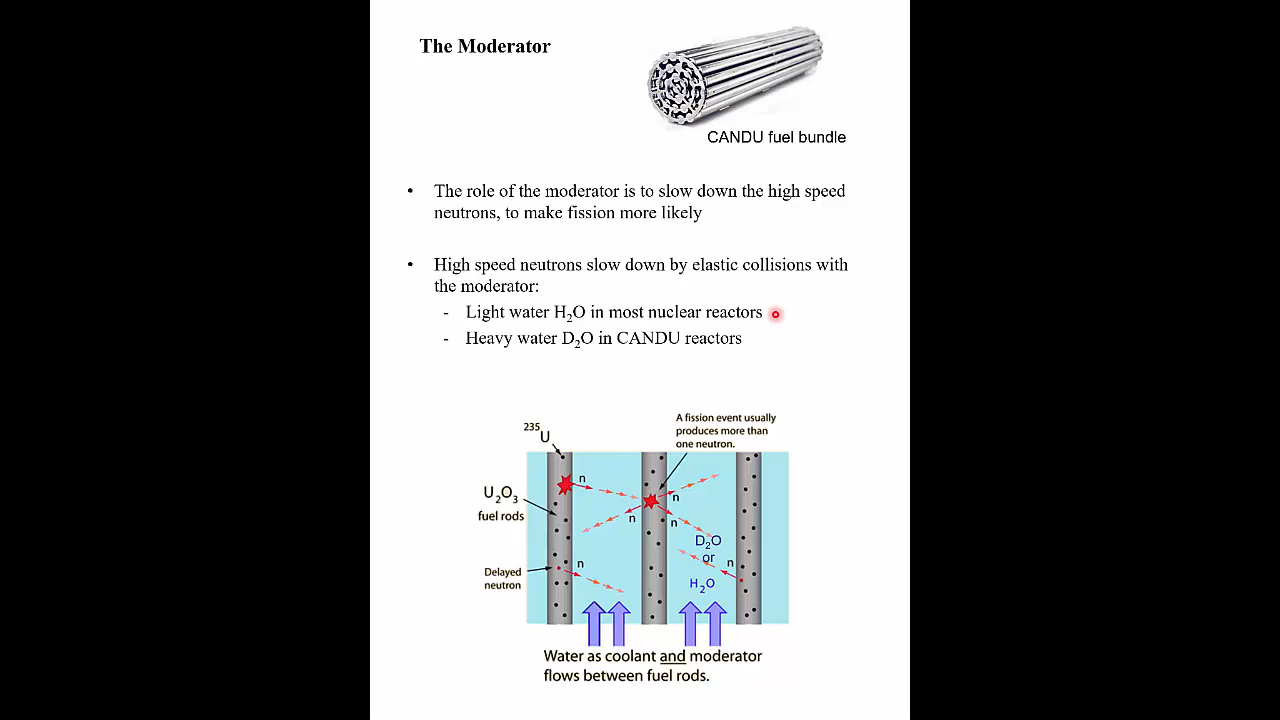 The Moderator
CANDU fuel bundle
• The role of the moderator is to slow down the high speed
neutrons, to make fission more likely
• High speed neutrons slow down by elastic collisions with
the moderator:
- Light water H₂O in most nuclear reactors
- Heavy water D₂O in CANDU reactors
A fission event usually
produces more than
one neutron.
²³⁵U
n
U₂O₃
fuel rods
n
n
n
D₂O
or
H₂O
n
Delayed
neutron
n
Water as coolant and moderator
flows between fuel rods.